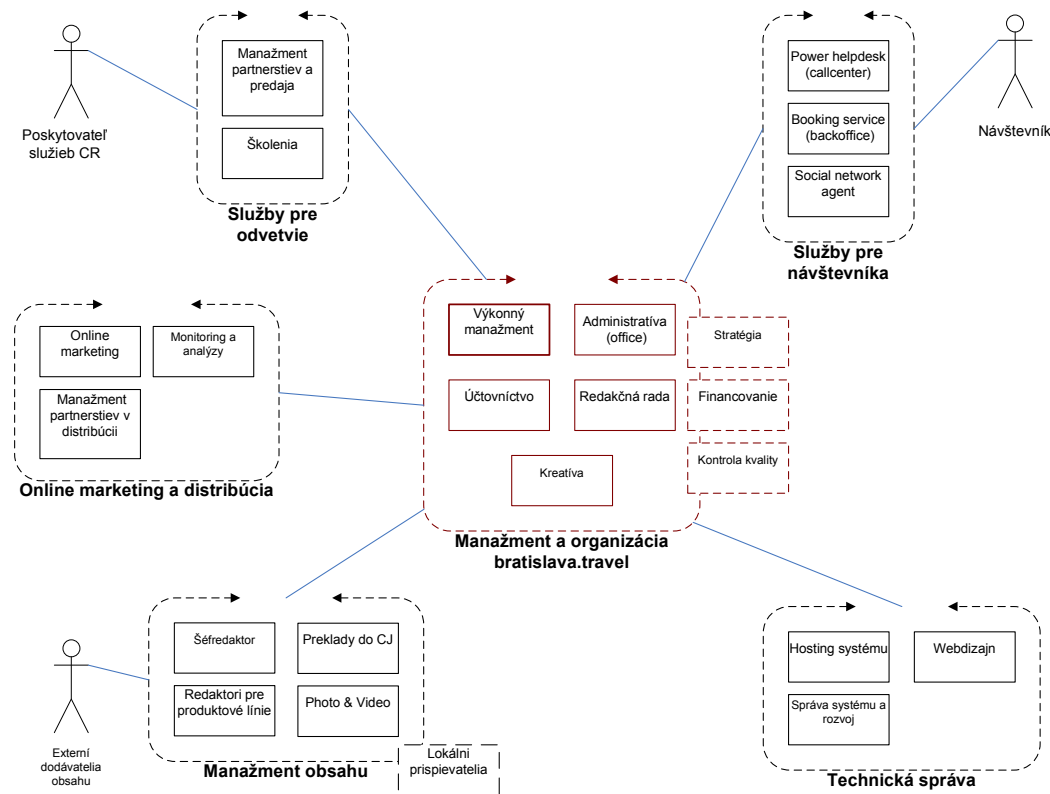 Manažment
partnerstiev a
predaja
Školenia
Poskytovateľ
služieb CR
Služby pre
odvetvie
Power helpdesk
(callcenter)
Booking service
(backoffice)
Social network
agent
Návštevník
Služby pre
návštevníka
Online
marketing
Monitoring a
analýzy
Manažment
partnerstiev v
distribúcii
Online marketing a distribúcia
Výkonný
manažment
Administratíva
(office)
Stratégia
Účtovníctvo
Redakčná rada
Financovanie
Kreatíva
Kontrola kvality
Manažment a organizácia
bratislava.travel
Šéfredaktor
Preklady do CJ
Redaktori pre
produktové línie
Photo & Video
Externí
dodávatelia
obsahu
Manažment obsahu
Lokálni
prispievatelia
Hosting systému
Webdizajn
Správa systému a
rozvoj
Technická správa